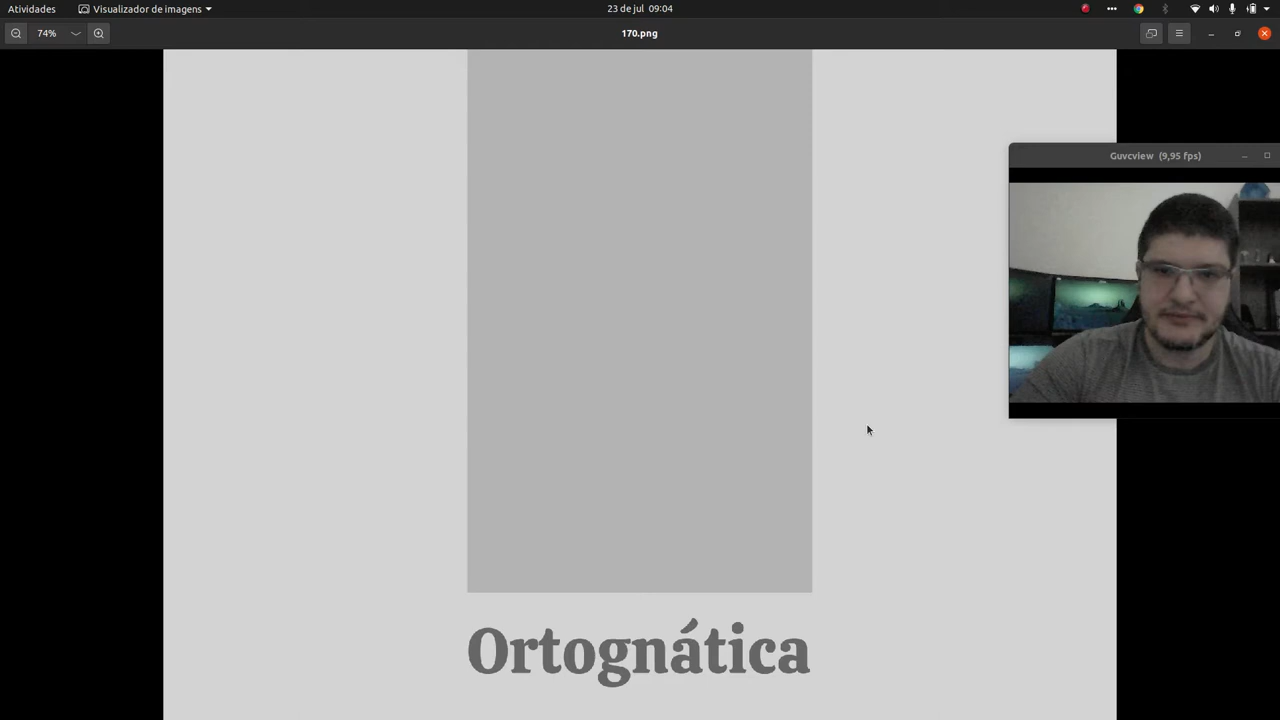 Atividades
Visualizador de imagens
23 de jul 09:04
74%
170.png
Guvcview (9,95 fps)
Ortognática